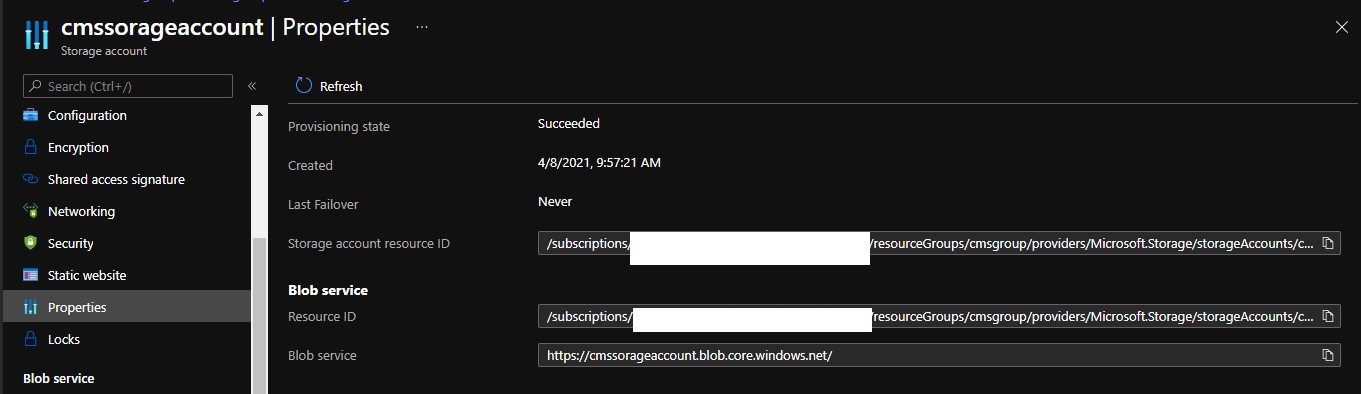 cmssorageaccount | Properties ...
Storage account
Search (Ctrl+/)
«
Refresh
Configuration
Encryption
Shared access signature
Networking
Security
Static website
Properties
Locks
Blob service
Provisioning state Succeeded
Created 4/8/2021, 9:57:21 AM
Last Failover Never
Storage account resource ID /subscriptions/ /resourceGroups/cmsgroup/providers/Microsoft.Storage/storageAccounts/c...
Blob service
Resource ID /subscriptions/ /resourceGroups/cmsgroup/providers/Microsoft.Storage/storageAccounts/c...
Blob service https://cmssorageaccount.blob.core.windows.net/